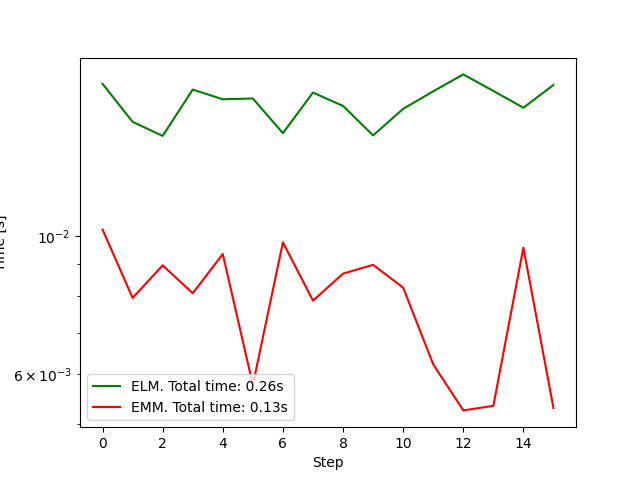 Time [s]
10⁻²
6 × 10⁻³
ELM. Total time: 0.26s
EMM. Total time: 0.13s
0 2 4 6 8 10 12 14
Step